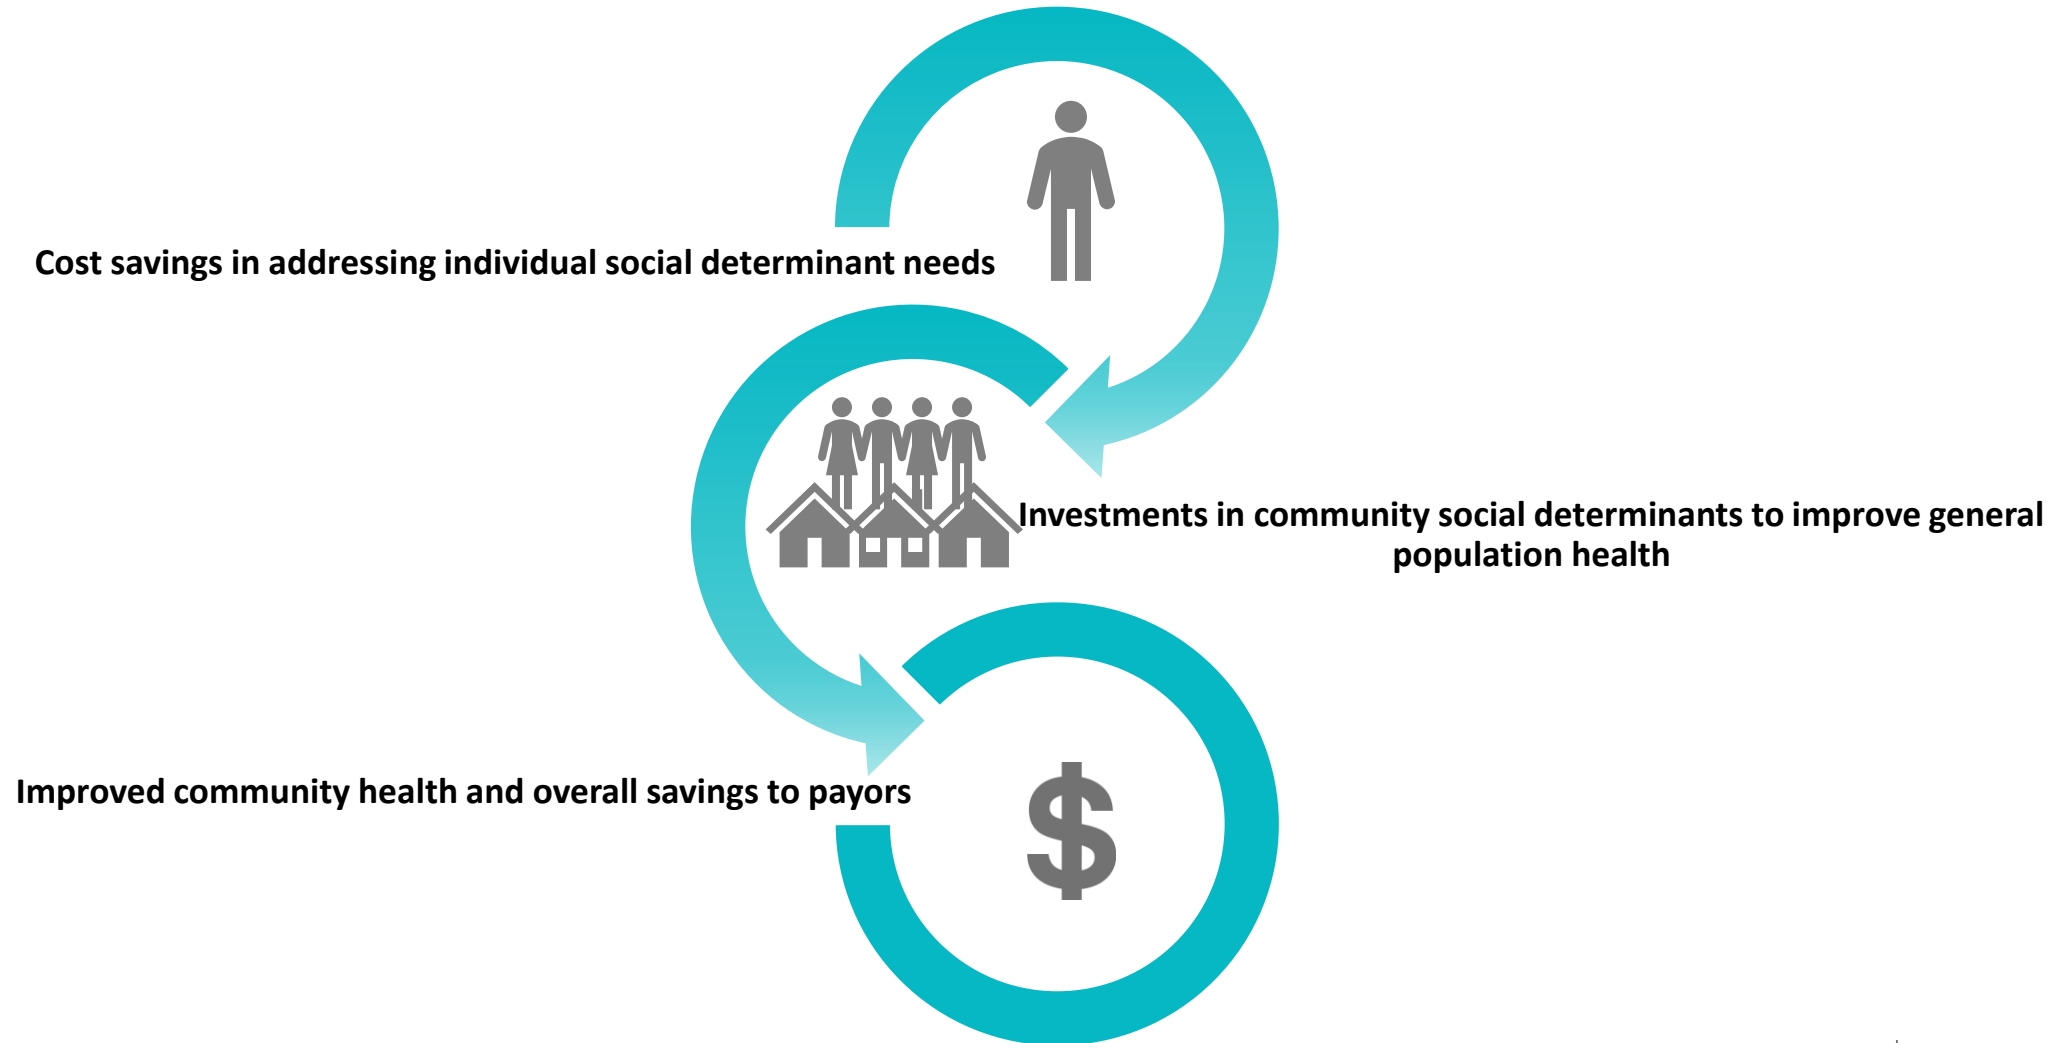 Cost savings in addressing individual social determinant needs
Investments in community social determinants to improve general
population health
$
Improved community health and overall savings to payors